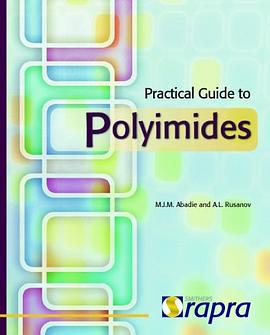 Practical Guide to
Polyimides
M.J.M. Abadie and A.L. Rusanov
SMITHERS
rapra